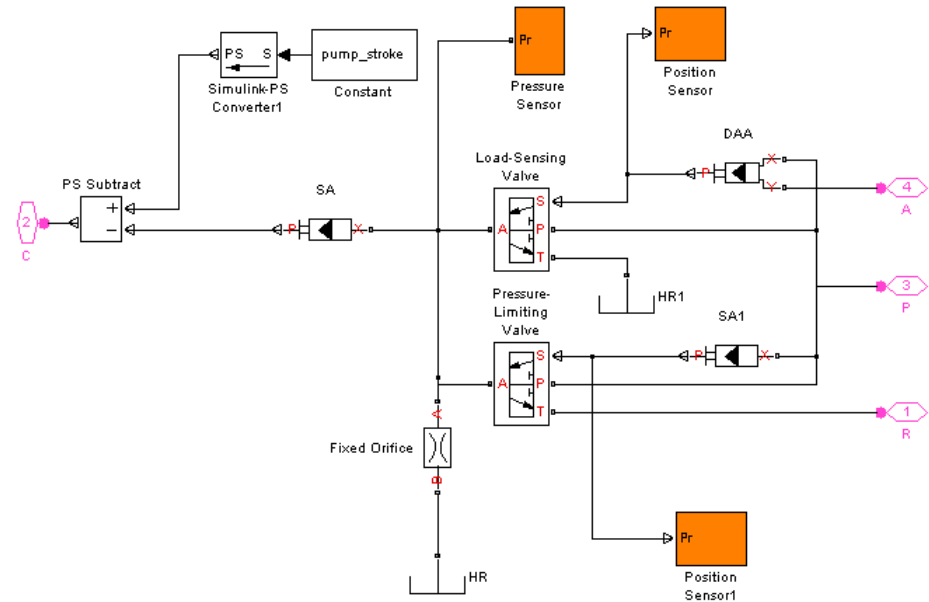 PS S
Simulink-PS
Converter1
pump_stroke
Constant
Pr
Pressure
Sensor
Pr
Position
Sensor
DAA
P
X
Y
4
A
PS Subtract
+
−
2
C
SA
P
X
Load-Sensing
Valve
S
A P
T
HR1
3
P
Pressure-
Limiting
Valve
S
A P
T
SA1
P
X
1
R
A
Fixed Orifice
B
HR
Pr
Position
Sensor1